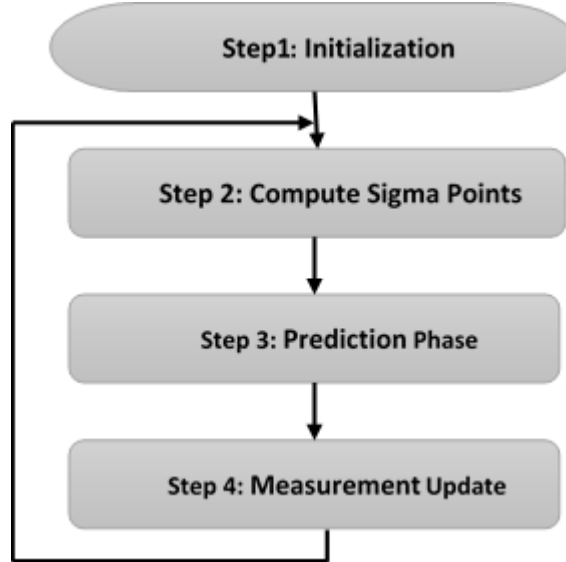 Step1: Initialization
Step 2: Compute Sigma Points
Step 3: Prediction Phase
Step 4: Measurement Update